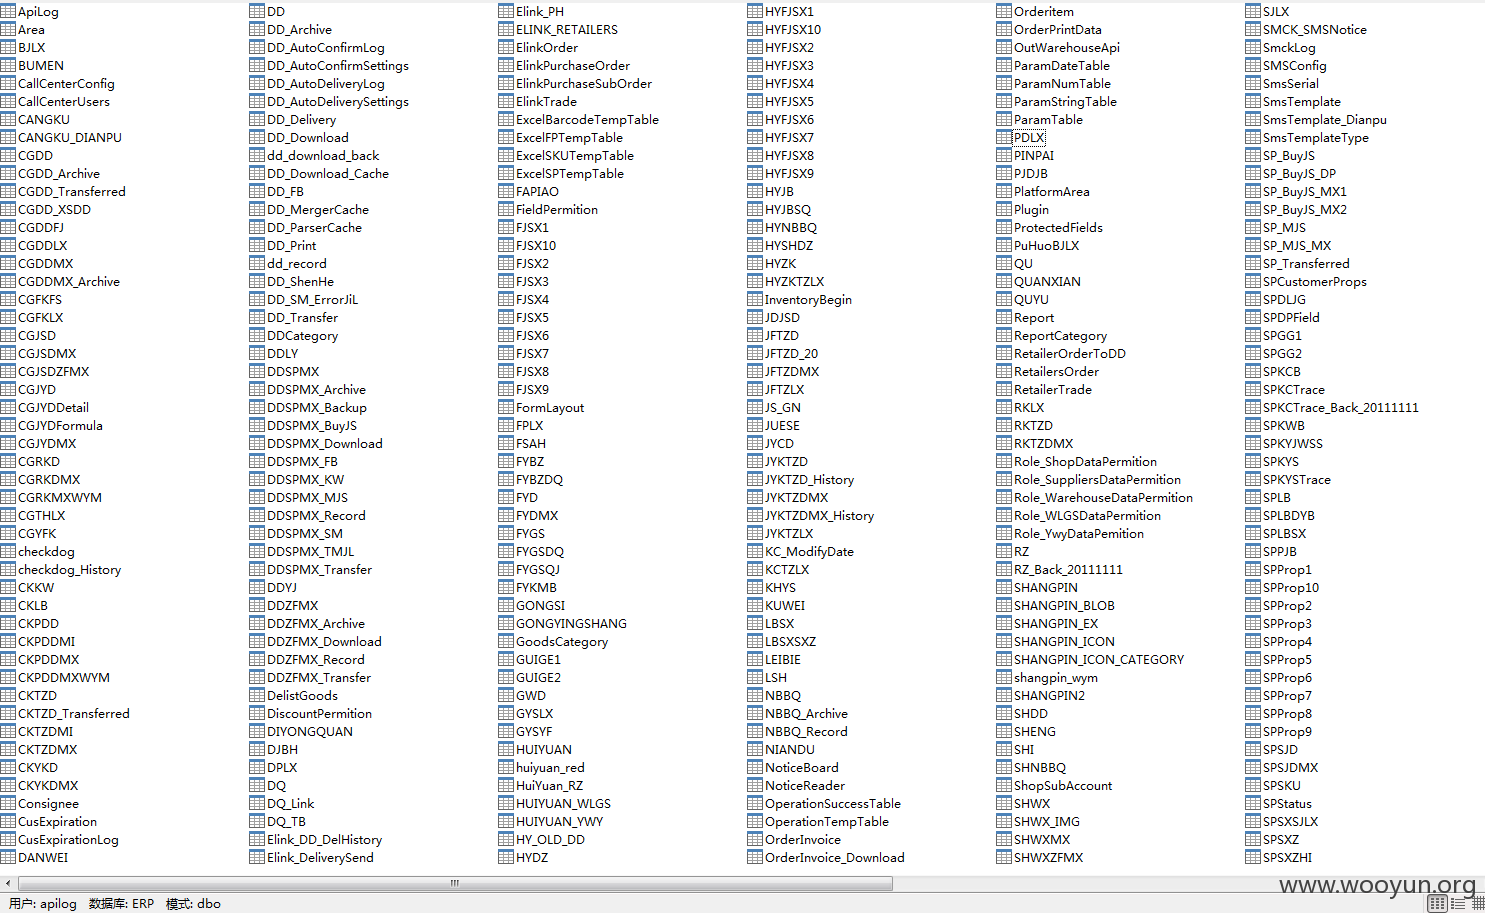 ApiLog
Area
BJLX
BUMEN
CallCenterConfig
CallCenterUsers
CANGKU
CANGKU_DIANPU
CGDD
CGDD_Archive
CGDD_Transferred
CGDD_XSDD
CGDDFJ
CGDDLX
CGDDMX
CGDDMX_Archive
CGFKFS
CGFKLX
CGJSD
CGJSDMX
CGJSDZFMX
CGJYD
CGJYDDetail
CGJYDFormula
CGJYDMX
CGRKD
CGRKDMX
CGRKMXWYM
CGTHLX
CGYFK
checkdog
checkdog_History
CKKW
CKLB
CKPDD
CKPDDMI
CKPDDMX
CKPDDMXWYM
CKTZD
CKTZD_Transferred
CKTZDMI
CKTZDMX
CKYKD
CKYKDMX
Consignee
CusExpiration
CusExpirationLog
DANWEI
DD
DD_Archive
DD_AutoConfirmLog
DD_AutoConfirmSettings
DD_AutoDeliveryLog
DD_AutoDeliverySettings
DD_Delivery
DD_Download
dd_download_back
DD_Download_Cache
DD_FB
DD_MergerCache
DD_ParserCache
DD_Print
dd_record
DD_ShenHe
DD_SM_ErrorJiL
DD_Transfer
DDCategory
DDLY
DDSPMX
DDSPMX_Archive
DDSPMX_Backup
DDSPMX_BuyJS
DDSPMX_Download
DDSPMX_FB
DDSPMX_KW
DDSPMX_MJS
DDSPMX_Record
DDSPMX_SM
DDSPMX_TMJL
DDSPMX_Transfer
DDYJ
DDZFMX
DDZFMX_Archive
DDZFMX_Download
DDZFMX_Record
DDZFMX_Transfer
DelistGoods
DiscountPermition
DIYONGQUAN
DJBH
DPLX
DQ
DQ_Link
DQ_TB
Elink_DD_DelHistory
Elink_DeliverySend
Elink_PH
ELINK_RETAILERS
ElinkOrder
ElinkPurchaseOrder
ElinkPurchaseSubOrder
ElinkTrade
ExcelBarcodeTempTable
ExcelFPTempTable
ExcelSKUTempTable
ExcelSPTempTable
FAPIAO
FieldPermition
FJSX1
FJSX10
FJSX2
FJSX3
FJSX4
FJSX5
FJSX6
FJSX7
FJSX8
FJSX9
FormLayout
FPLX
FSAH
FYBZ
FYBZDQ
FYD
FYDMX
FYGS
FYGSDQ
FYGSQJ
FYKMB
GONGSI
GONGYINGSHANG
GoodsCategory
GUIGE1
GUIGE2
GWD
GYSLX
GYSYF
HUIYUAN
huiyuan_red
HuiYuan_RZ
HUIYUAN_WLGS
HUIYUAN_YWY
HY_OLD_DD
HYDZ
HYFJSX1
HYFJSX10
HYFJSX2
HYFJSX3
HYFJSX4
HYFJSX5
HYFJSX6
HYFJSX7
HYFJSX8
HYFJSX9
HYJB
HYJBSQ
HYNBBQ
HYSHDZ
HYZK
HYZKTZLX
InventoryBegin
JDJSD
JFTZD
JFTZD_20
JFTZDMX
JFTZLX
JS_GN
JUESE
JYCD
JYKTZD
JYKTZD_History
JYKTZDMX
JYKTZDMX_History
JYKTZLX
KC_ModifyDate
KCTZLX
KHYS
KUWEI
LBSX
LBSXSXZ
LEIBIE
LSH
NBBQ
NBBQ_Archive
NBBQ_Record
NIANDU
NoticeBoard
NoticeReader
OperationSuccessTable
OperationTempTable
OrderInvoice
OrderInvoice_Download
Orderitem
OrderPrintData
OutWarehouseApi
ParamDateTable
ParamNumTable
ParamStringTable
ParamTable
PDLX
PINPAI
PJDJB
PlatformArea
Plugin
ProtectedFields
PuHuoBJLX
QU
QUANXIAN
QUYU
Report
ReportCategory
RetailerOrderToDD
RetailersOrder
RetailerTrade
RKLX
RKTZD
RKTZDMX
Role_ShopDataPermition
Role_SuppliersDataPermition
Role_WarehouseDataPermition
Role_WLGSDataPermition
Role_YwyDataPemition
RZ
RZ_Back_20111111
SHANGPIN
SHANGPIN_BLOB
SHANGPIN_EX
SHANGPIN_ICON
SHANGPIN_ICON_CATEGORY
shangpin_wym
SHANGPIN2
SHDD
SHENG
SHI
SHNBBQ
ShopSubAccount
SHWX
SHWX_IMG
SHWXMX
SHWXZFMX
SJLX
SMCK_SMSNotice
SmckLog
SMSConfig
SmsSerial
SmsTemplate
SmsTemplate_Dianpu
SmsTemplateType
SP_BuyJS
SP_BuyJS_DP
SP_BuyJS_MX1
SP_BuyJS_MX2
SP_MJS
SP_MJS_MX
SP_Transferred
SPCustomerProps
SPDLJG
SPDPField
SPGG1
SPGG2
SPKCB
SPKCTrace
SPKCTrace_Back_20111111
SPKWB
SPKYJWSS
SPKYS
SPKYSTrace
SPLB
SPLBDYB
SPLBSX
SPPJB
SPProp1
SPProp10
SPProp2
SPProp3
SPProp4
SPProp5
SPProp6
SPProp7
SPProp8
SPProp9
SPSJD
SPSJDMX
SPSKU
SPStatus
SPSXSJLX
SPSXZ
SPSXZHI
www.wooyun.org
用户: apilog 数据库: ERP 模式: dbo